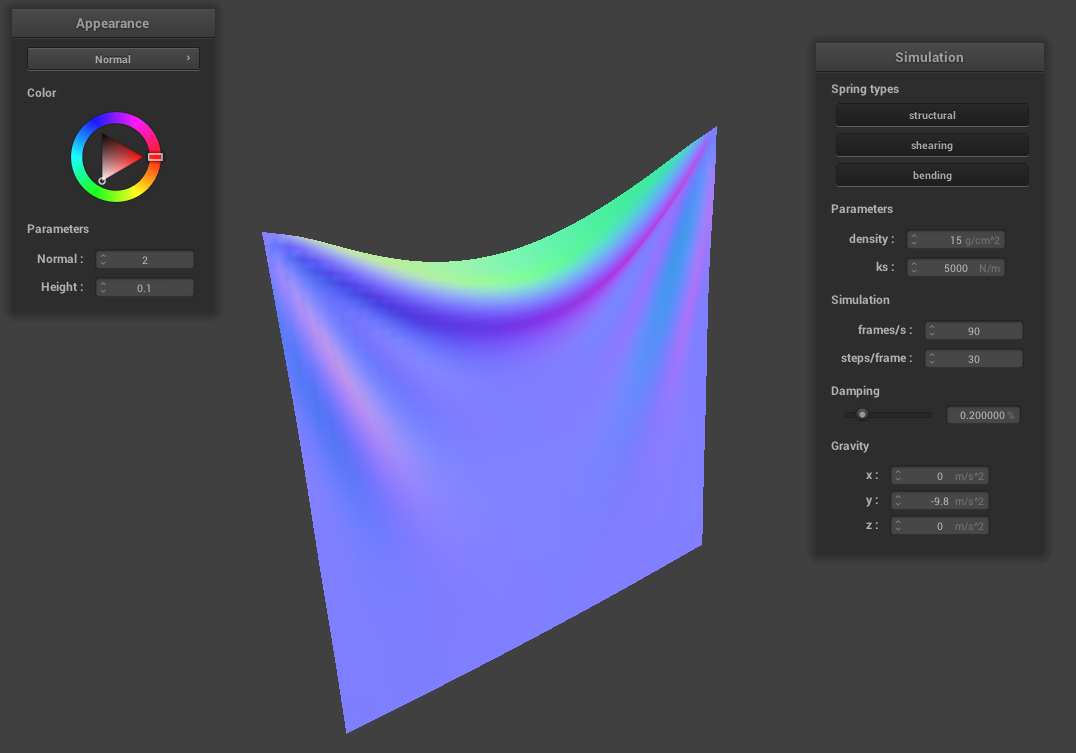 Appearance
Normal
Color
Parameters
Normal : 2
Height : 0.1
Simulation
Spring types
structural
shearing
bending
Parameters
density : 15 g/cm^2
ks : 5000 N/m
Simulation
frames/s : 90
steps/frame : 30
Damping
0.200000 %
Gravity
x : 0 m/s^2
y : -9.8 m/s^2
z : 0 m/s^2